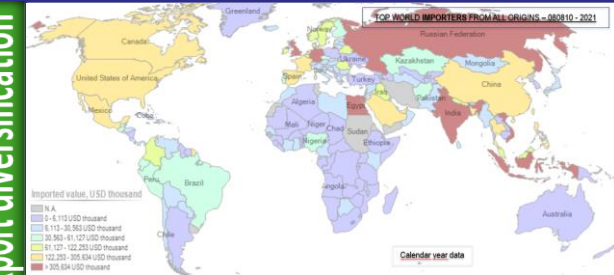 port diversification
TOP WORLD IMPORTERS FROM ALL ORIGINS – 080810 - 2021
Greenland
Norway
Russian Federation
Canada
Ukraine
Kazakhstan
Mongolia
United States of America
Spain
Turkey
China
Mexico
Cuba
Algeria
Egypt
Iraq
Pakistan
India
Mali
Niger
Chad
Sudan
Nigeria
Ethiopia
Peru
Brazil
Angola
Chile
Australia
Imported value, USD thousand
N.A.
0 - 6,113 USD thousand
6,113 - 30,563 USD thousand
30,563 - 61,127 USD thousand
61,127 - 122,253 USD thousand
122,253 - 305,634 USD thousand
> 305,634 USD thousand
Calendar year data